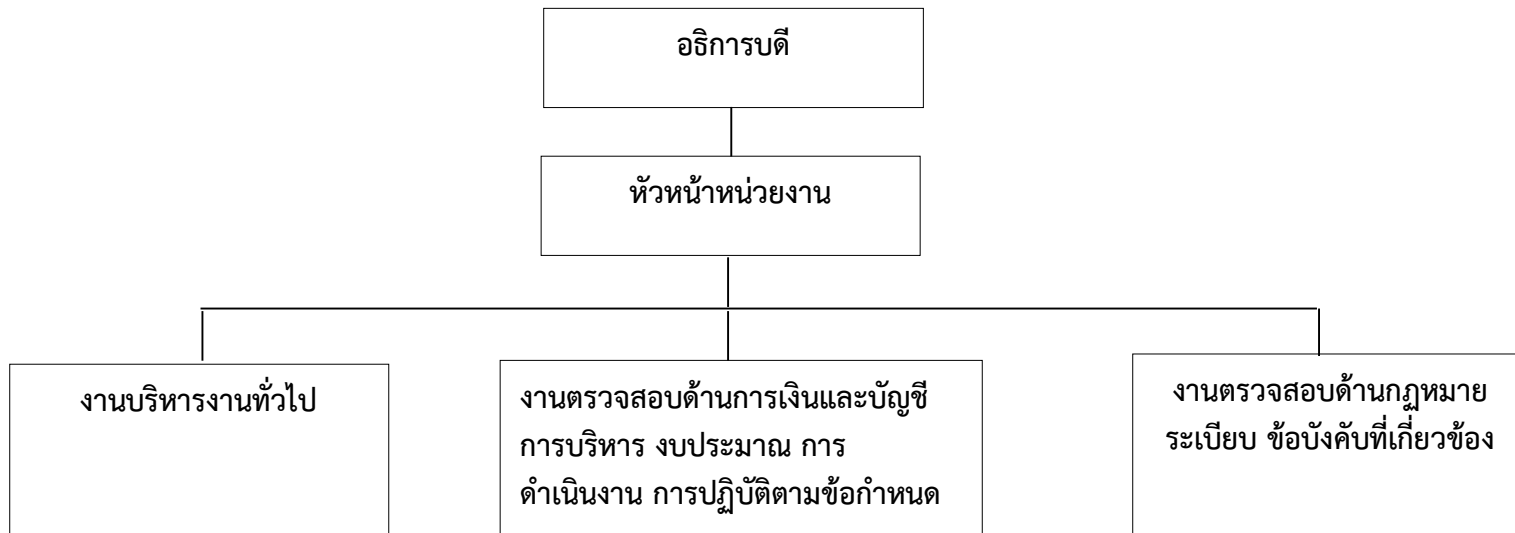 อธิการบดี
หัวหน้าหน่วยงาน
งานบริหารงานทั่วไป
งานตรวจสอบด้านการเงินและบัญชี
การบริหาร งบประมาณ การ
ดำเนินงาน การปฏิบัติตามข้อกำหนด
งานตรวจสอบด้านกฏหมาย
ระเบียบ ข้อบังคับที่เกี่ยวข้อง